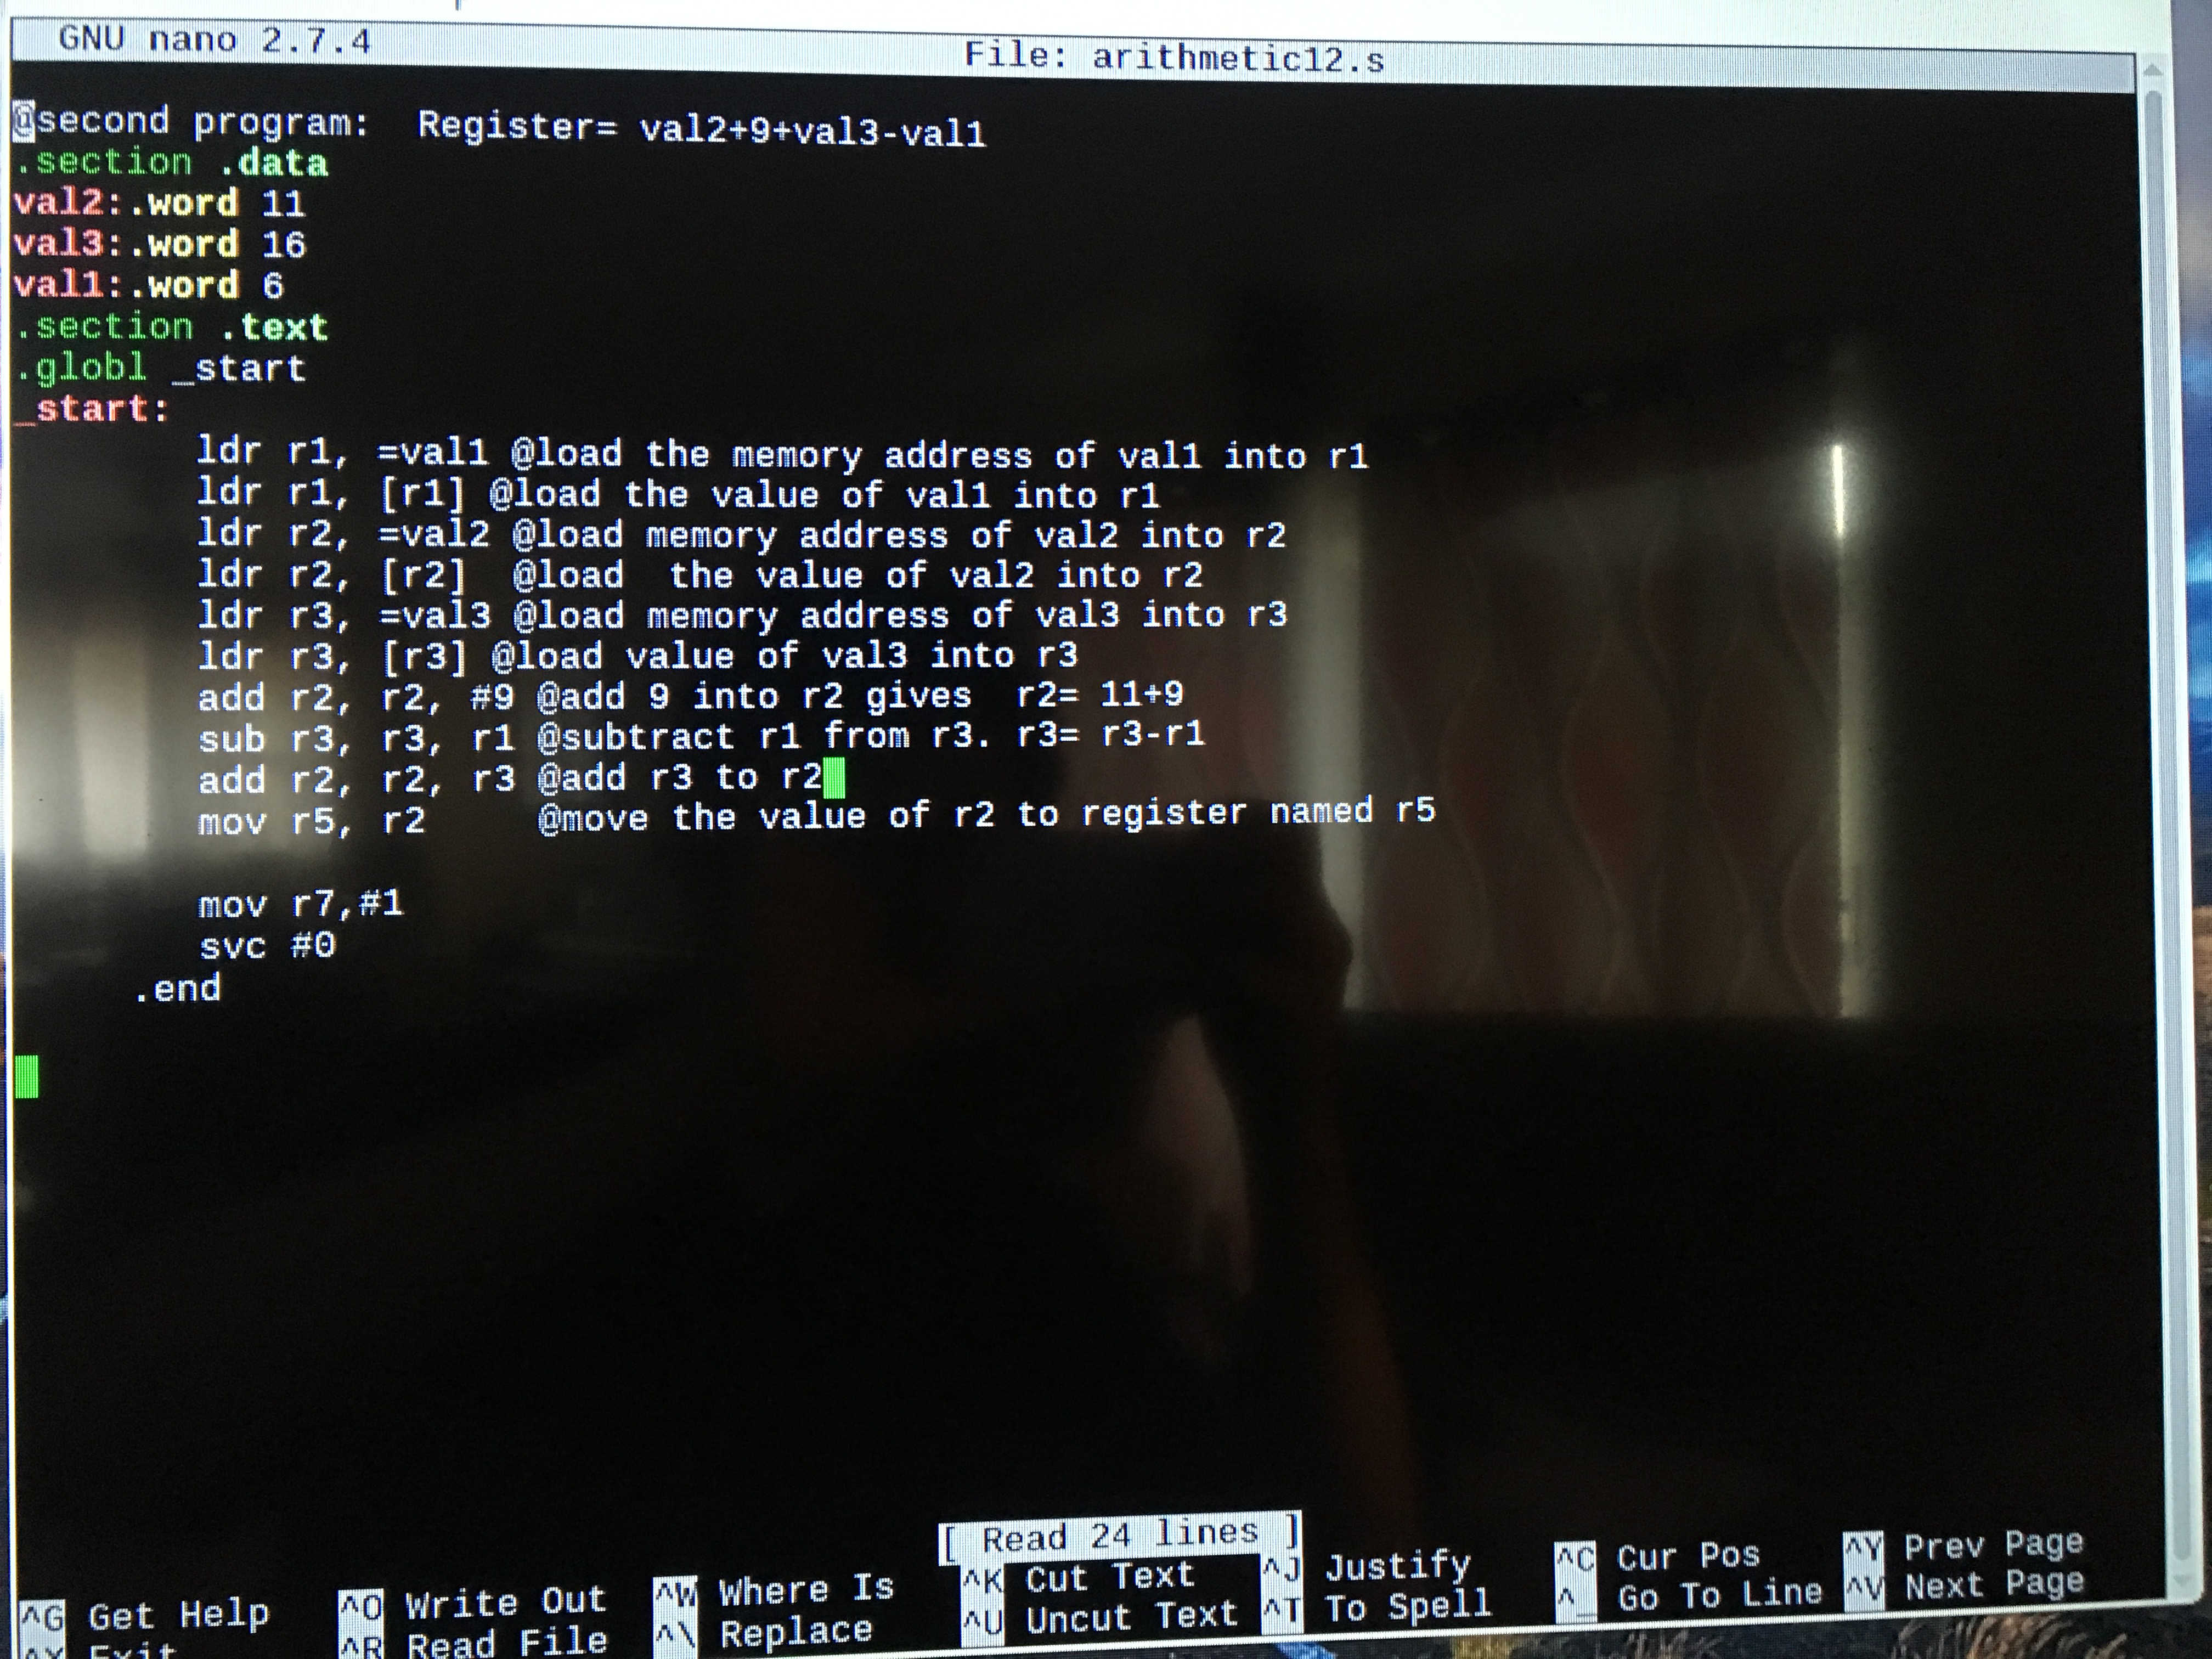 GNU nano 2.7.4 File: arithmetic12.s
@second program:  Register= val2+9+val3-val1
.section .data
val2:.word 11
val3:.word 16
val1:.word 6
.section .text
.globl _start
_start:
ldr r1, =val1 @load the memory address of val1 into r1
ldr r1, [r1] @load the value of val1 into r1
ldr r2, =val2 @load memory address of val2 into r2
ldr r2, [r2]  @load  the value of val2 into r2
ldr r3, =val3 @load memory address of val3 into r3
ldr r3, [r3] @load value of val3 into r3
add r2, r2, #9 @add 9 into r2 gives  r2= 11+9
sub r3, r3, r1 @subtract r1 from r3. r3= r3-r1
add r2, r2, r3 @add r3 to r2
mov r5, r2     @move the value of r2 to register named r5
mov r7,#1
svc #0
.end
[ Read 24 lines ]
^G Get Help ^O Write Out ^W Where Is ^K Cut Text ^J Justify ^C Cur Pos ^Y Prev Page
^X Exit ^R Read File ^\ Replace ^U Uncut Text ^T To Spell ^_ Go To Line ^V Next Page